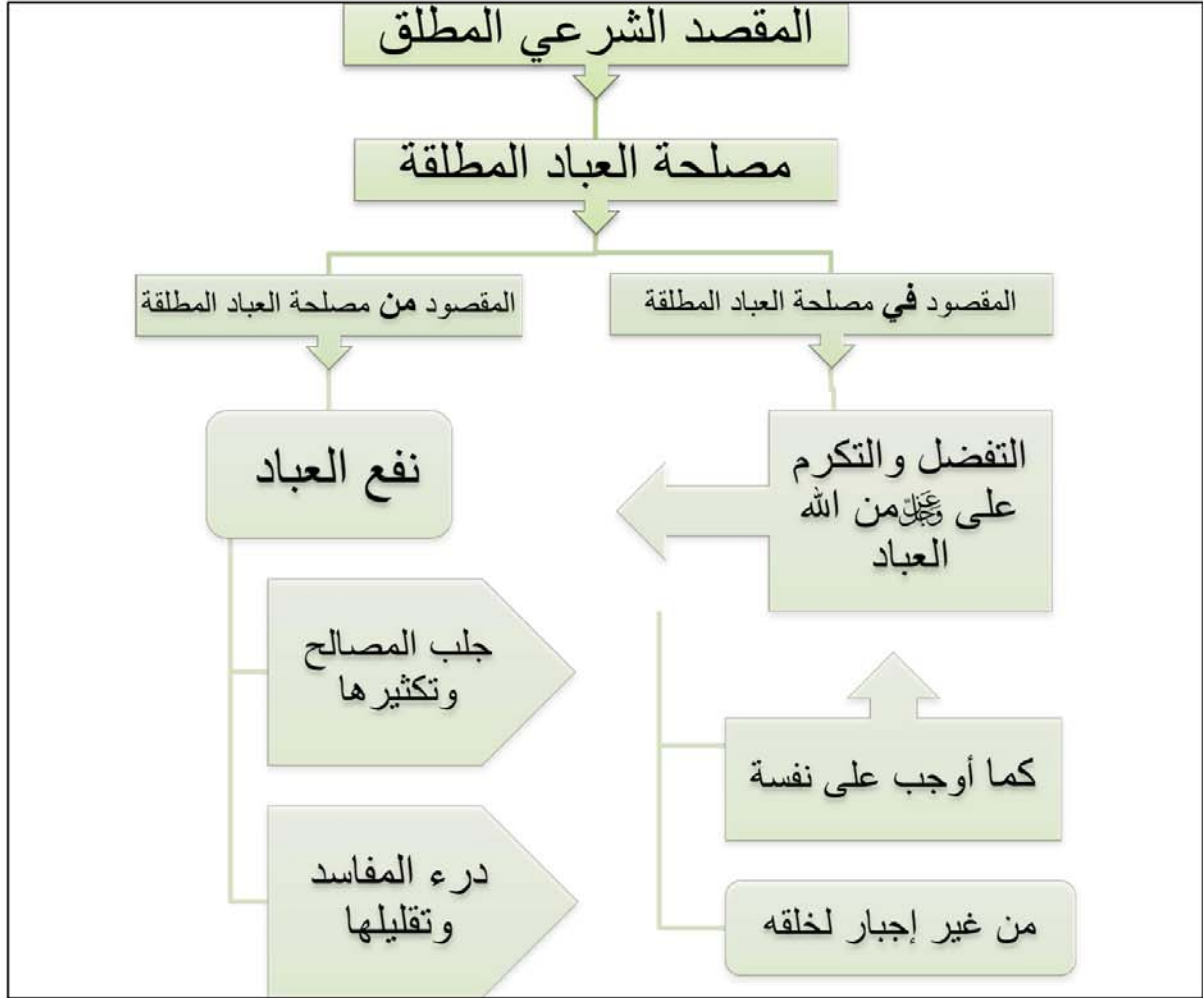 المقصد الشرعي المطلق
مصلحة العباد المطلقة
المقصود في مصلحة العباد المطلقة
المقصود من مصلحة العباد المطلقة
التفضل والتكرم
على عَزَّوَجَلَّ من الله
العباد
كما أوجب على نفسة
من غير إجبار لخلقه
نفع العباد
جلب المصالح
وتكثيرها
درء المفاسد
وتقليلها